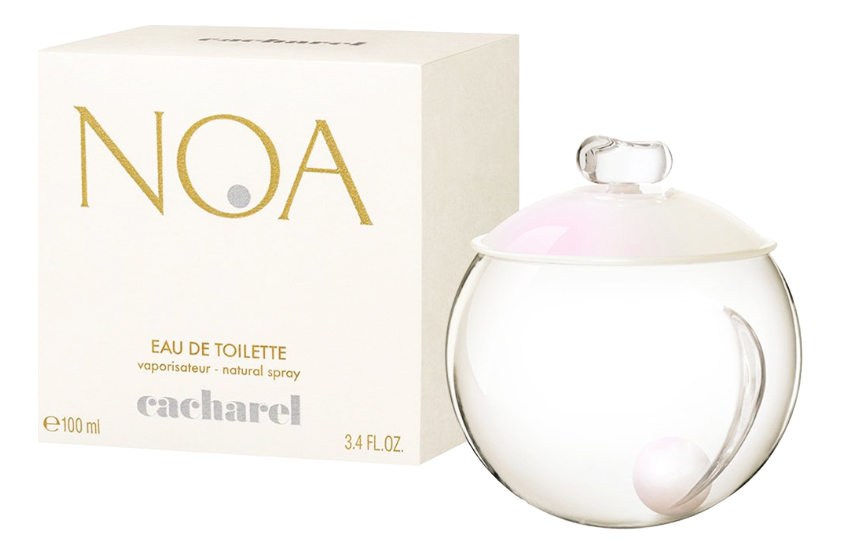 cacharel
NOA
EAU DE TOILETTE
vaporisateur - natural spray
cacharel
℮100 ml
3.4 FL.OZ.